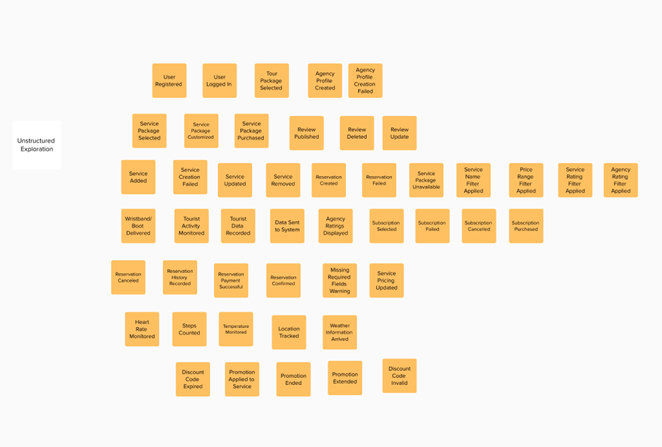 User
Registered
User
Logged In
Tour
Package
Selected
Agency
Profile
Created
Agency
Profile
Creation
Failed
Unstructured
Exploration
Service
Package
Selected
Service
Package
Customized
Service
Package
Purchased
Review
Published
Review
Deleted
Review
Update
Service
Added
Service
Creation
Failed
Service
Updated
Service
Removed
Reservation
Created
Reservation
Failed
Service
Package
Unavailable
Service
Name
Filter
Applied
Price
Range
Filter
Applied
Service
Rating
Filter
Applied
Agency
Rating
Filter
Applied
Wristband/
Boot
Delivered
Tourist
Activity
Monitored
Tourist
Data
Recorded
Data Sent
to System
Agency
Ratings
Displayed
Subscription
Selected
Subscription
Failed
Subscription
Cancelled
Subscription
Purchased
Reservation
Canceled
Reservation
History
Recorded
Reservation
Payment
Successful
Reservation
Confirmed
Missing
Required
Fields
Warning
Service
Pricing
Updated
Heart
Rate
Monitored
Steps
Counted
Temperature
Monitored
Location
Tracked
Weather
Information
Arrived
Discount
Code
Expired
Promotion
Applied to
Service
Promotion
Ended
Promotion
Extended
Discount
Code
Invalid